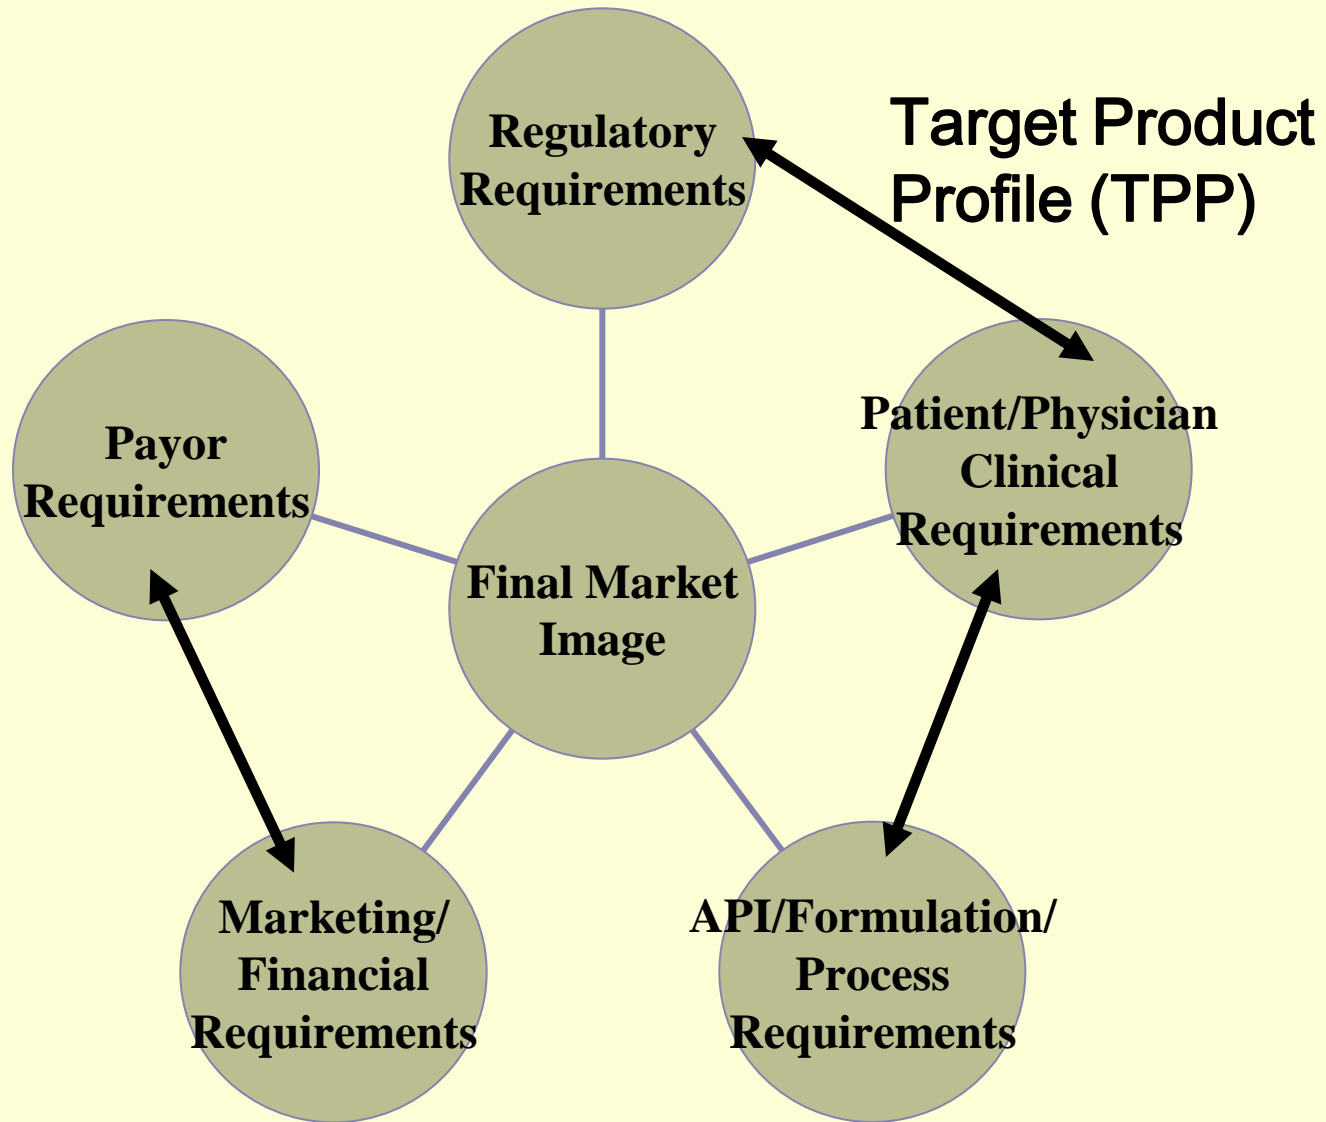 Regulatory
Requirements
Target Product
Profile (TPP)
Payor
Requirements
Patient/Physician
Clinical
Requirements
Final Market
Image
Marketing/
Financial
Requirements
API/Formulation/
Process
Requirements